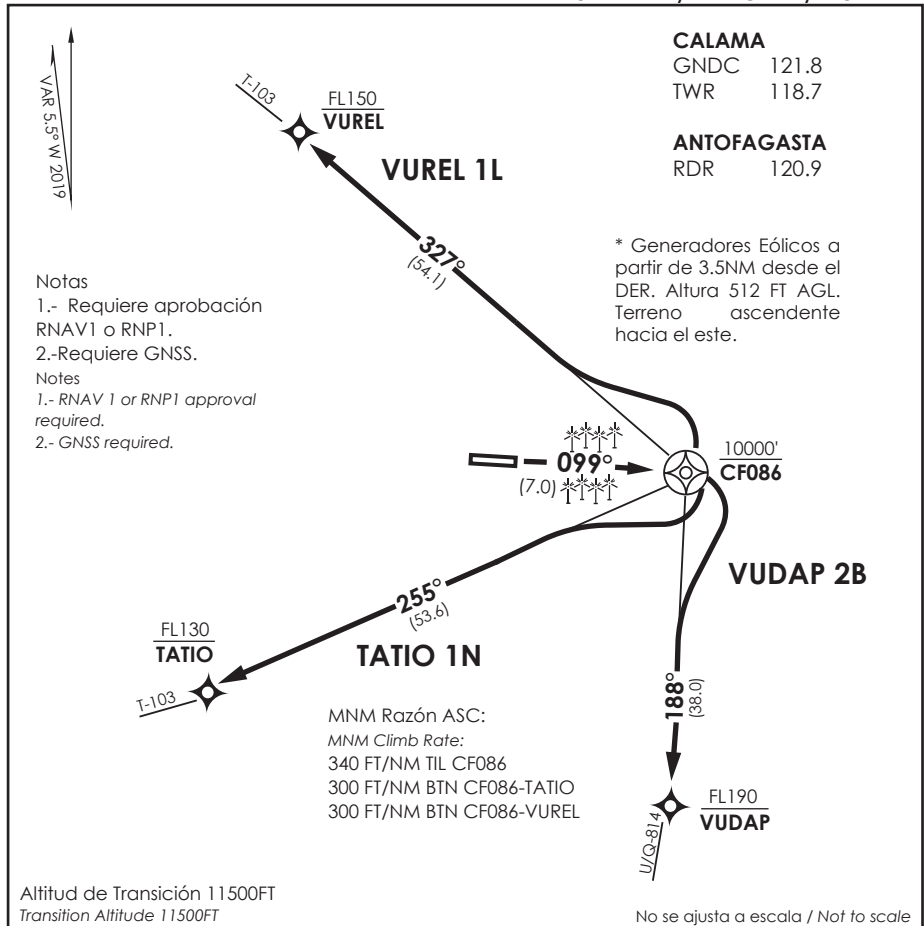 CALAMA
GNDC 121.8
TWR 118.7
ANTOFAGASTA
RDR 120.9
VAR 5.5° W 2019
T-103
FL150
VUREL
VUREL 1L
327°
(54.1)
* Generadores Eólicos a
partir de 3.5NM desde el
DER. Altura 512 FT AGL.
Terreno ascendente
hacia el este.
Notas
1.- Requiere aprobación
RNAV1 o RNP1.
2.-Requiere GNSS.
Notes
1.- RNAV 1 or RNP1 approval
required.
2.- GNSS required.
099°
(7.0)
10000'
CF086
VUDAP 2B
255°
(53.6)
FL130
TATIO
T-103
TATIO 1N
188°
(38.0)
MNM Razón ASC:
MNM Climb Rate:
340 FT/NM TIL CF086
300 FT/NM BTN CF086-TATIO
300 FT/NM BTN CF086-VUREL
FL190
VUDAP
U/Q-814
Altitud de Transición 11500FT
Transition Altitude 11500FT
No se ajusta a escala / Not to scale